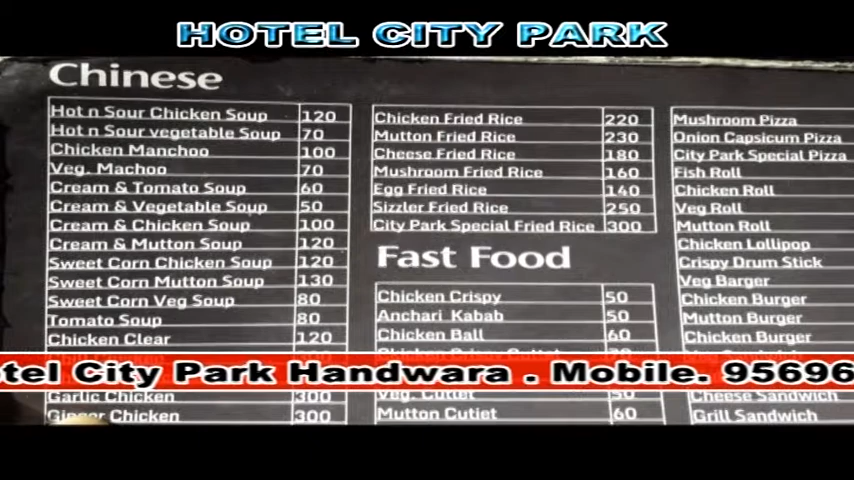 HOTEL CITY PARK
Chinese
Hot n Sour Chicken Soup 120
Hot n Sour vegetable Soup 70
Chicken Manchoo 100
Veg. Machoo 70
Cream & Tomato Soup 60
Cream & Vegetable Soup 50
Cream & Chicken Soup 100
Cream & Mutton Soup 120
Sweet Corn Chicken Soup 120
Sweet Corn Mutton Soup 130
Sweet Corn Veg Soup 80
Tomato Soup 80
Chicken Clear 120
Garlic Chicken 300
Ginger Chicken 300
Chicken Fried Rice 220
Mutton Fried Rice 230
Cheese Fried Rice 180
Mushroom Fried Rice 160
Egg Fried Rice 140
Sizzler Fried Rice 250
City Park Special Fried Rice 300
Fast Food
Chicken Crispy 50
Anchari Kabab 50
Chicken Ball 60
Veg. Cutlet 50
Mutton Cutlet 60
Mushroom Pizza
Onion Capsicum Pizza
City Park Special Pizza
Fish Roll
Chicken Roll
Veg Roll
Mutton Roll
Chicken Lollipop
Crispy Drum Stick
Veg Barger
Chicken Burger
Mutton Burger
Chicken Burger
Cheese Sandwich
Grill Sandwich
otel City Park Handwara . Mobile. 95696